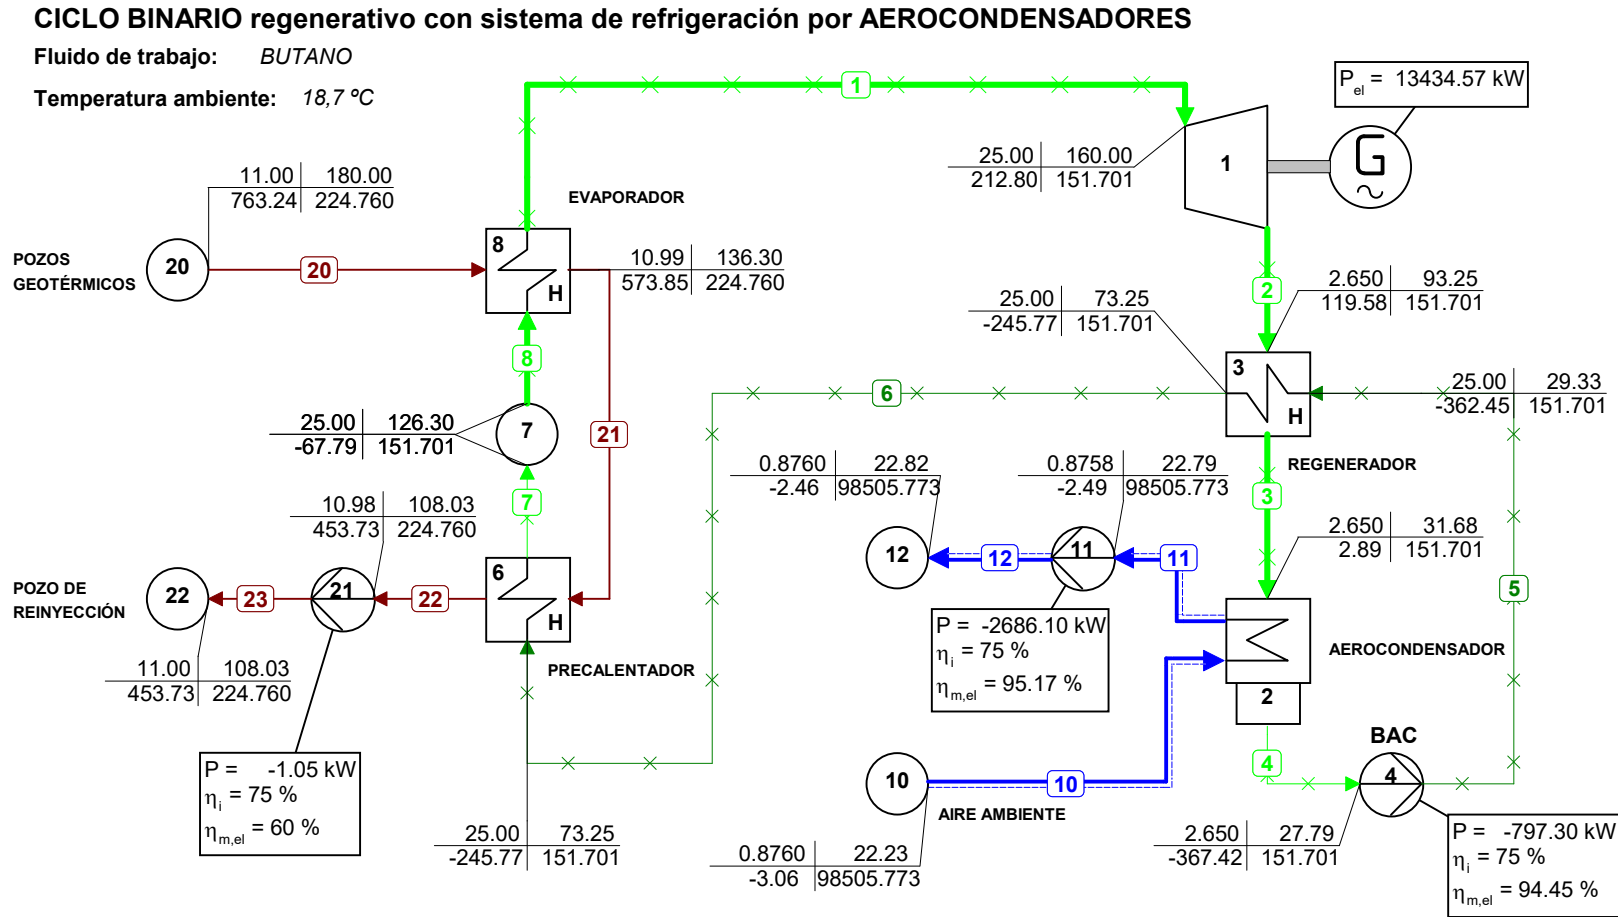 CICLO BINARIO regenerativo con sistema de refrigeración por AEROCONDENSADORES
Fluido de trabajo: BUTANO
Temperatura ambiente: 18,7 ºC
1
P el = 13434.57 kW
G
1
25.00 160.00
212.80 151.701
11.00 180.00
763.24 224.760
EVAPORADOR
POZOS
GEOTÉRMICOS
20
20
8
H
10.99 136.30
573.85 224.760
2
2.650 93.25
119.58 151.701
25.00 73.25
-245.77 151.701
8
3
H
6
25.00 29.33
-362.45 151.701
25.00 126.30
-67.79 151.701
7
21
REGENERADOR
0.8760 22.82
-2.46 98505.773
0.8758 22.79
-2.49 98505.773
3
7
10.98 108.03
453.73 224.760
2.650 31.68
2.89 151.701
12
12
11
11
POZO DE
REINYECCIÓN
22
23
21
22
6
H
5
P = -2686.10 kW
ηi = 75 %
ηm,el = 95.17 %
AEROCONDENSADOR
2
PRECALENTADOR
11.00 108.03
453.73 224.760
BAC
4
4
P = -1.05 kW
ηi = 75 %
ηm,el = 60 %
10
10
AIRE AMBIENTE
25.00 73.25
-245.77 151.701
0.8760 22.23
-3.06 98505.773
2.650 27.79
-367.42 151.701
P = -797.30 kW
ηi = 75 %
ηm,el = 94.45 %